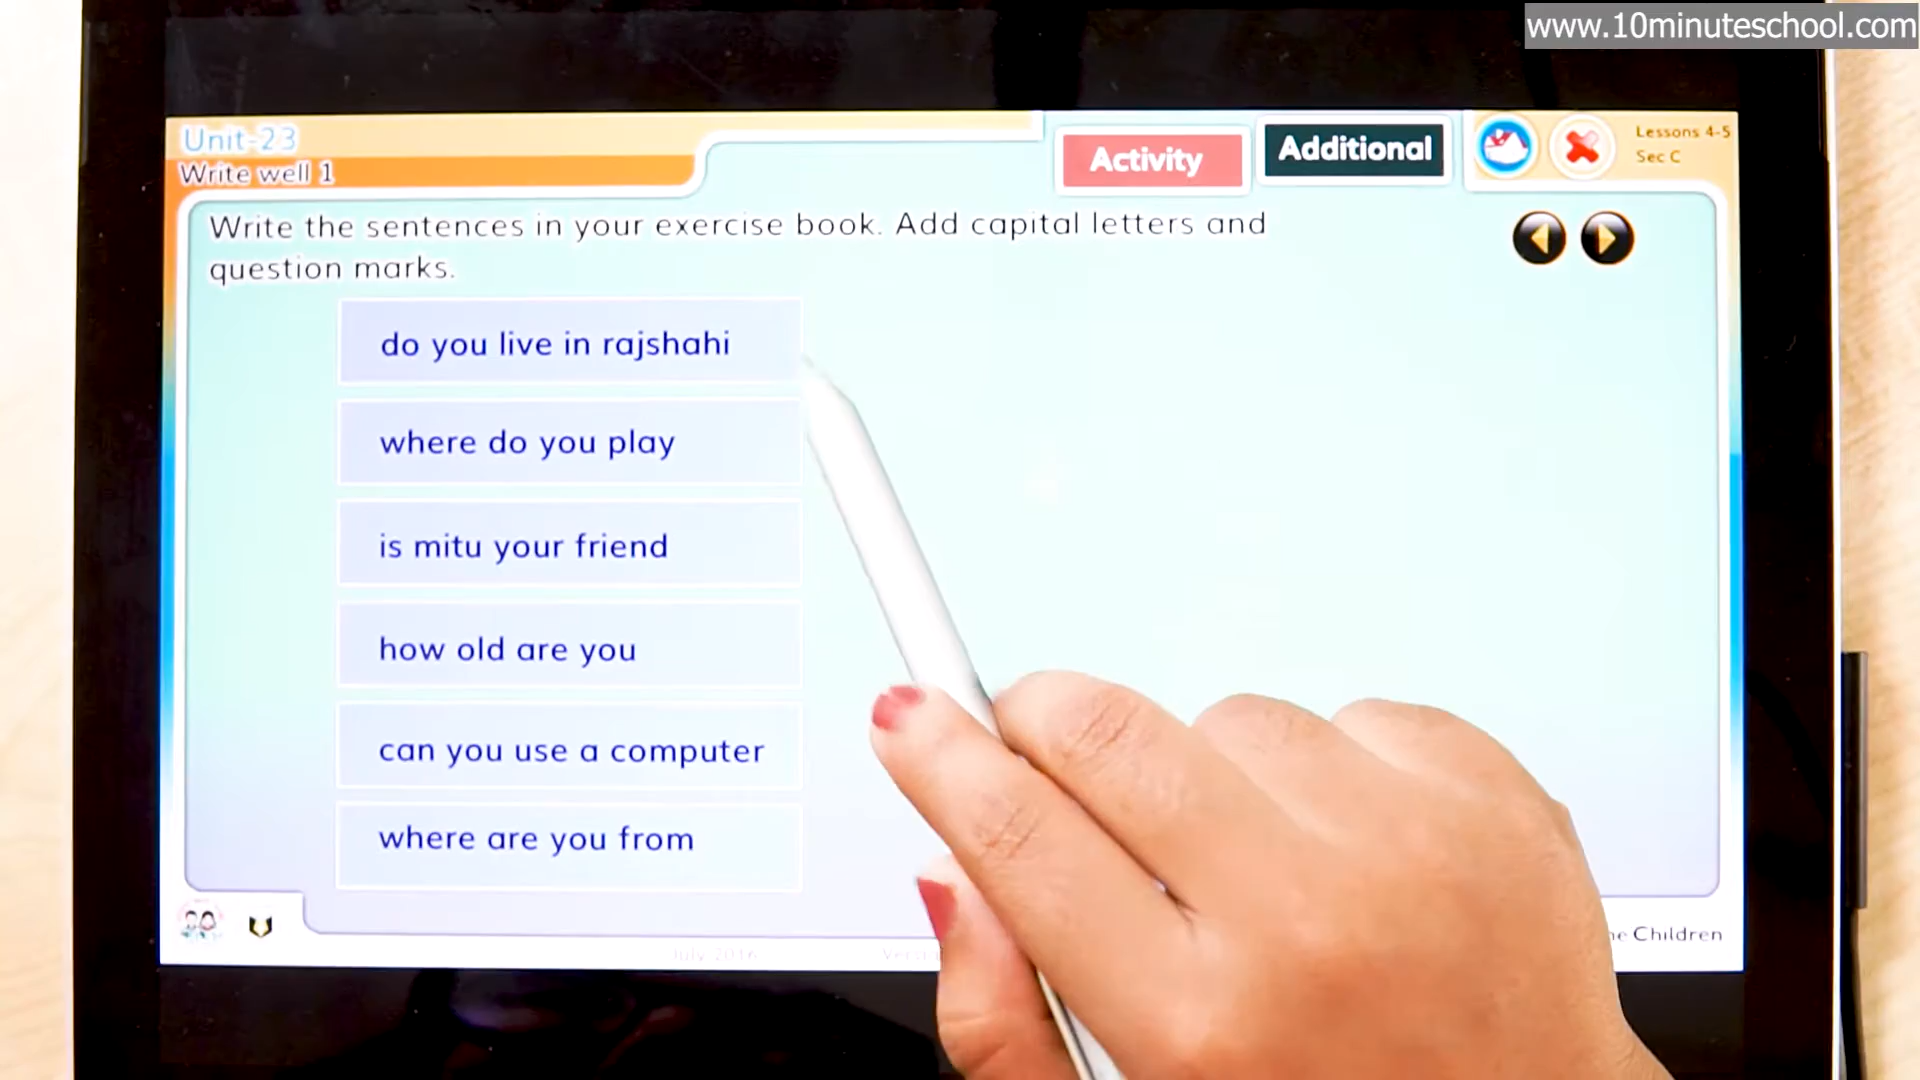 www.10minuteschool.com
Unit-23
Write well 1
Activity
Additional
Lessons 4-5
Sec C
Write the sentences in your exercise book. Add capital letters and
question marks.
do you live in rajshahi
where do you play
is mitu your friend
how old are you
can you use a computer
where are you from
Children
July 2016